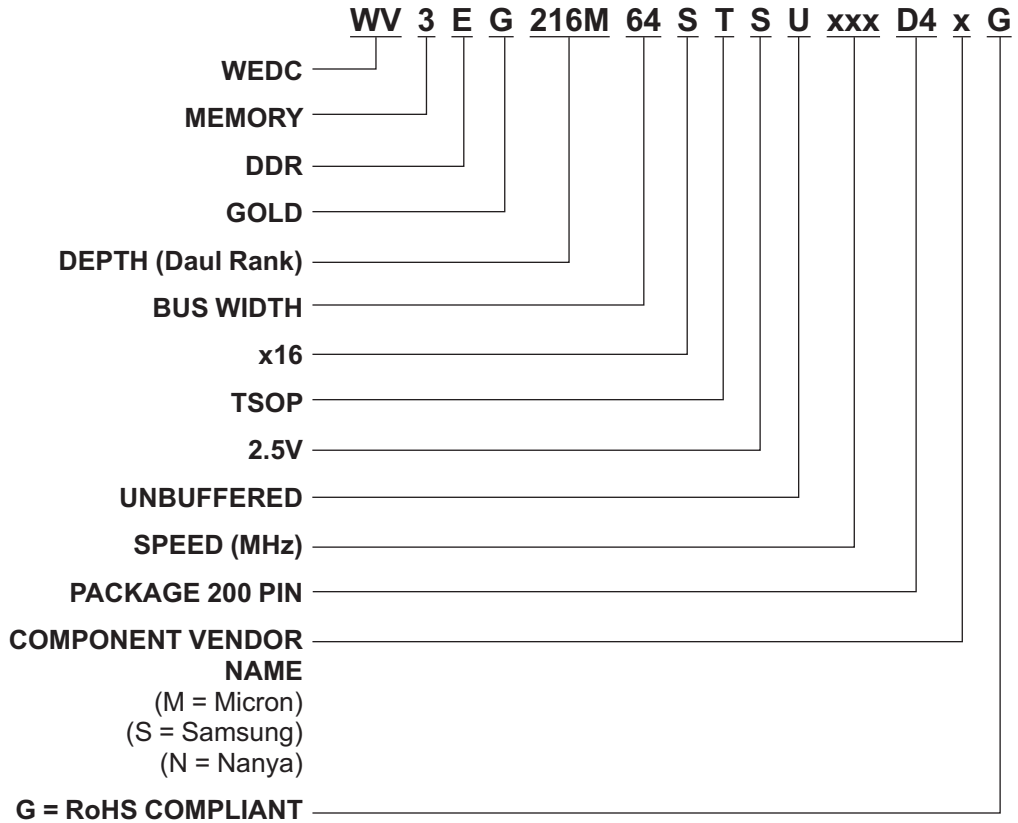 WV 3 E G 216M 64 S T S U xxx D4 x G
WEDC
MEMORY
DDR
GOLD
DEPTH (Daul Rank)
BUS WIDTH
x16
TSOP
2.5V
UNBUFFERED
SPEED (MHz)
PACKAGE 200 PIN
COMPONENT VENDOR
NAME
(M = Micron)
(S = Samsung)
(N = Nanya)
G = RoHS COMPLIANT